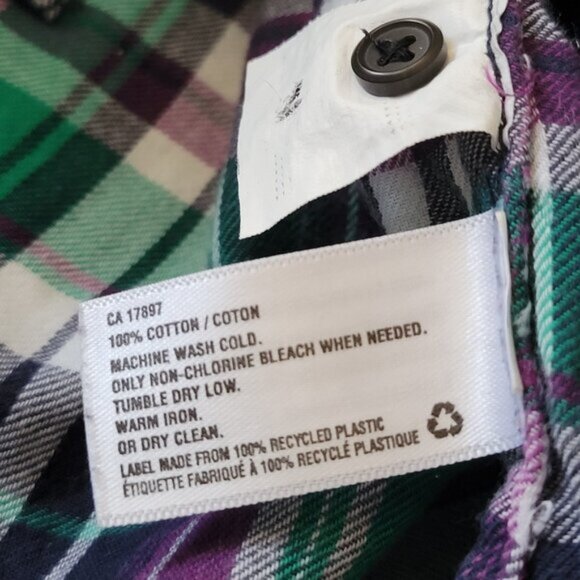 CA 17897
100% COTTON / COTON
MACHINE WASH COLD.
ONLY NON-CHLORINE BLEACH WHEN NEEDED.
TUMBLE DRY LOW.
WARM IRON.
OR DRY CLEAN.
LABEL MADE FROM 100% RECYCLED PLASTIC
ÉTIQUETTE FABRIQUÉ À 100% RECYCLÉ PLASTIQUE